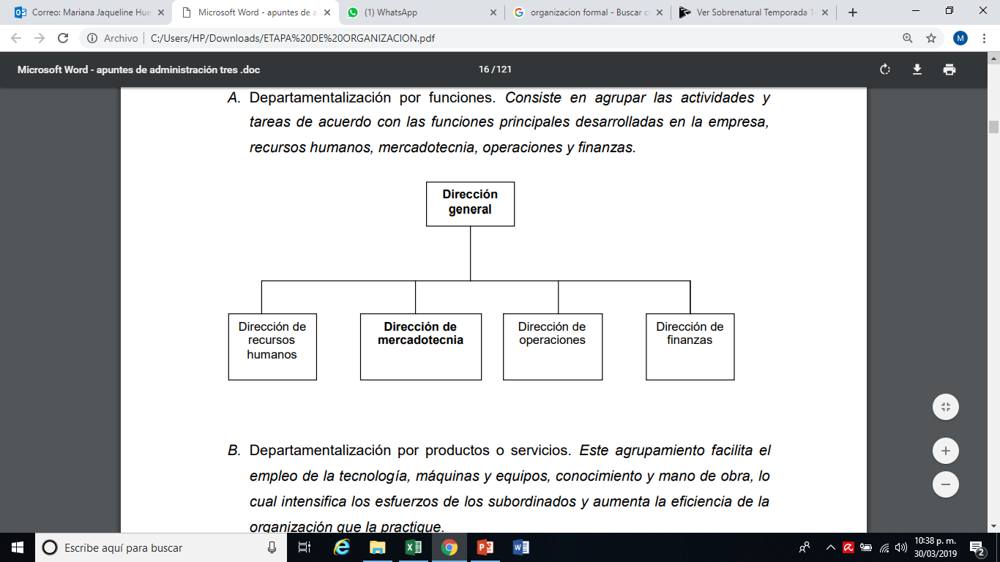 Correo: Mariana Jaqueline Hue
Microsoft Word - apuntes de a
(1) WhatsApp
organizacion formal - Buscar c
Ver Sobrenatural Temporada 1
Archivo
C:/Users/HP/Downloads/ETAPA%20DE%20ORGANIZACION.pdf
M
Microsoft Word - apuntes de administración tres .doc
16 / 121
A. Departamentalización por funciones. Consiste en agrupar las actividades y
tareas de acuerdo con las funciones principales desarrolladas en la empresa,
recursos humanos, mercadotecnia, operaciones y finanzas.
Dirección
general
Dirección de
recursos
humanos
Dirección de
mercadotecnia
Dirección de
operaciones
Dirección de
finanzas
B. Departamentalización por productos o servicios. Este agrupamiento facilita el
empleo de la tecnología, máquinas y equipos, conocimiento y mano de obra, lo
cual intensifica los esfuerzos de los subordinados y aumenta la eficiencia de la
organización que la practique.
Escribe aquí para buscar
10:38 p. m.
30/03/2019
2